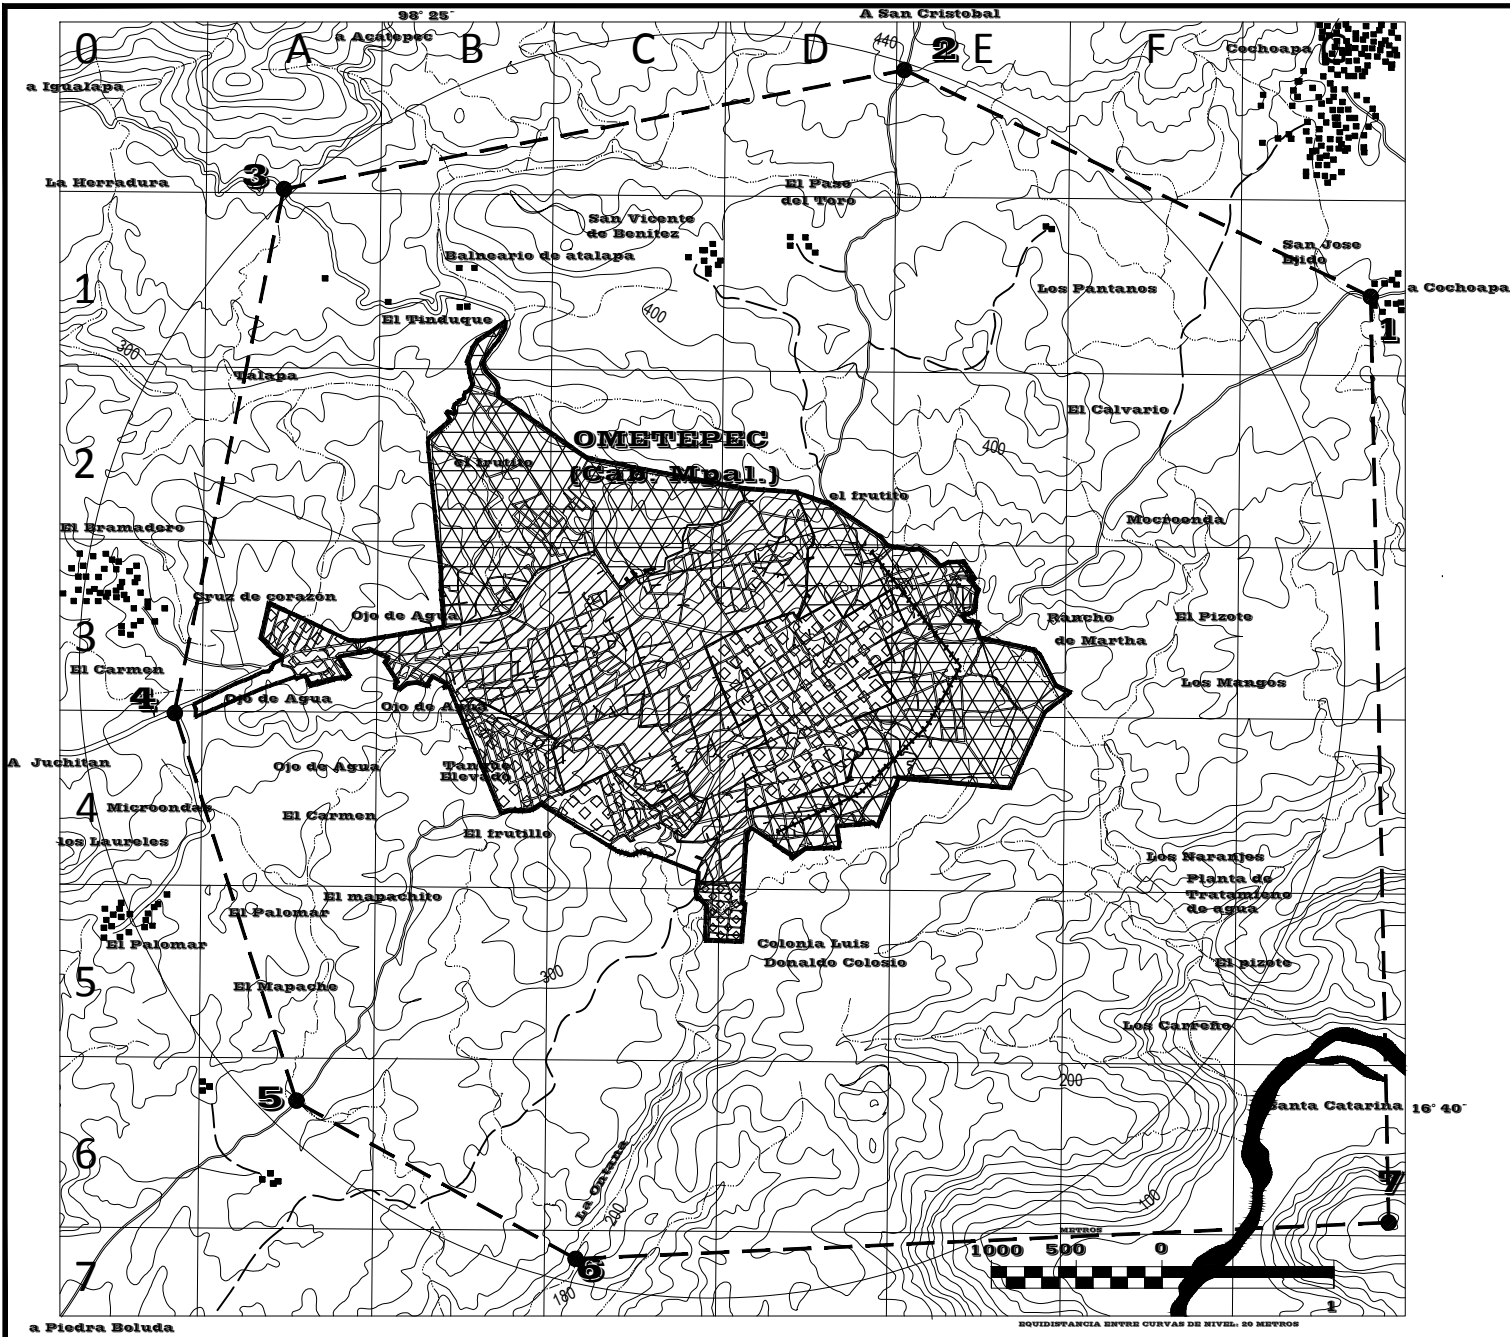 98° 25´
A San Cristobal
0
A
B
C
D
E
F
440
2
a Acatepec
Cochoapa
a Igualapa
La Herradura
3
El Paso
del Toro
San Vicente
de Benitez
Balneario de atalapa
San Jose
Ejido
1
Los Pantanos
a Cochoapa
400
El Tinduque
1
300
Talapa
El Calvario
OMETEPEC
(Cab. Mpal.)
400
2
el frutito
el frutito
El Bramadero
Mocroonda
Cruz de corazón
Ojo de Agua
Rancho
de Martha
El Pizote
3
El Carmen
4
Ojo de Agua
Ojo de Agua
Los Mangos
A Juchitan
Ojo de Agua
Tanque
Elevado
4
Microondas
El Carmen
los Laureles
El frutillo
Los Naranjos
Planta de
Tratamieno
de agua
El mapachito
El Palomar
El Palomar
Colonia Luis
Donaldo Colosio
El pizote
5
300
El Mapache
Los Carreño
200
5
Santa Catarina
16° 40´
6
La Ontana
200
100
7
METROS
1000
500
0
7
6
180
1
a Piedra Boluda
EQUIDISTANCIA ENTRE CURVAS DE NIVEL: 20 METROS